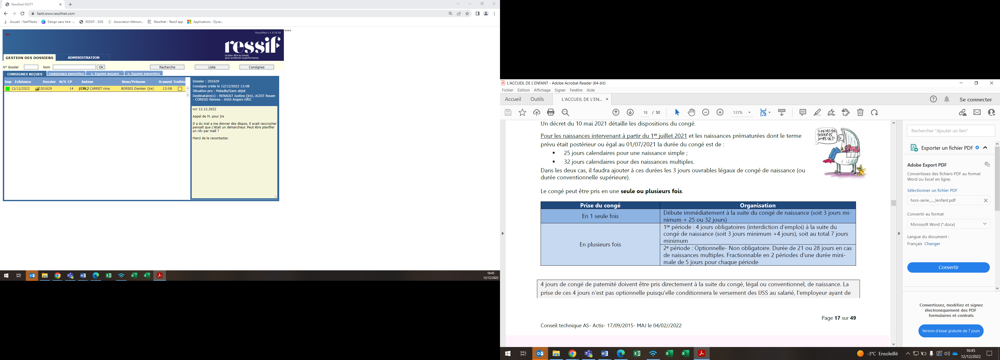 Ressifnet FASTT
fastt.www.ressifnet.com
Accueil - NetYParéo
Design sans titre -...
RESSIF - SSIE
Association Mémoir...
Ressifnet - Ressif app
Applications - Dyna...
RessifNet v 1.17.0.19
ressif
Le bien-être au travail
pour améliorer la performance.
GESTION DES DOSSIERS
ADMINISTRATION
N° dossier
Nom
OK
Recherche
Liste
Consignes
CONSIGNES REÇUES
CONSIGNES ENVOYÉES
C. ÉQUIPE REÇUES
C. ÉQUIPE ENVOYÉES
Imp Echéance Dossier N/S CP Auteur Nom/Prénom H.envoi Traitée
12/12/2022 201629 14 (CRL) CARRET nina BORIES Damien (jre) 13:08
Dossier : 201629
Consigne créée le 12/12/2022 13:08
Situation pro : Maladie/Sans objet
Destinataire(s) : RENAULT Justine (jre), ACIST Rouen
- CORESO Rennes - ASIA Angers GRO
ncr 12.12.2022
Appel de M. pour jre
Il a du mal a me donner des dispos, il avait raccrocher
pensait que c'était un démarcheur. Peut être planifier
un rdv par mail ?
Merci de le recontacter.
16:45
12/12/2022
L'ACCUEIL DE L'ENFANT - Adobe Acrobat Reader (64-bit)
Fichier Edition Affichage Signer Fenêtre Aide
Accueil
Outils
L'ACCUEIL DE L'EN...
Se connecter
18 / 50
131%
Un décret du 10 mai 2021 détaille les dispositions du congé.
Pour les naissances intervenant à partir du 1er juillet 2021 et les naissances prématurées dont le terme
prévu était postérieur ou égal au 01/07/2021 la durée du congé est de :
▪ 25 jours calendaires pour une naissance simple ;
▪ 32 jours calendaires pour des naissances multiples.
Dans les deux cas, il faudra ajouter à ces durées les 3 jours ouvrables légaux de congé de naissance (ou
durée conventionnelle supérieure).
TU NE VAS PAS
PASSER 15
JOURS LÀ ?!
SI
Le congé peut être pris en une seule ou plusieurs fois.
Prise du congé
Organisation
En 1 seule fois
Débute immédiatement à la suite du congé de naissance (soit 3 jours mi-
nimum + 25 ou 32 jours)
En plusieurs fois
1re période : 4 jours obligatoires (interdiction d'emploi) à la suite du
congé de naissance (soit 3 jours minimum +4 jours), soit au total 7 jours
minimum
2e période : Optionnelle- Non obligatoire. Durée de 21 ou 28 jours en cas
de naissances multiples. Fractionnable en 2 périodes d'une durée mini-
male de 5 jours pour chaque période
4 jours de congé de paternité doivent être pris directement à la suite du congé, légal ou conventionnel, de naissance. La
prise de ces 4 jours n'est pas optionnelle puisqu'elle conditionnera le versement des IJSS au salarié, l'employeur ayant de
Page 17 sur 49
Conseil technique AS- Actis- 17/09/2015- MAJ le 04/02//2022
Rechercher "Ajouter un lien"
Exporter un fichier PDF
Adobe Export PDF
Convertissez des fichiers PDF au format
Word ou Excel en ligne.
Sélectionner un fichier PDF
hors-serie_..._lenfant.pdf
Convertir au format
Microsoft Word (*.docx)
Langue du document :
Français Changer
Convertir
Convertissez, modifiez et signez
électroniquement des PDF
formulaires et contrats
Version d'essai gratuite de 7 jours
-3°C Ensoleillé
16:45
12/12/2022